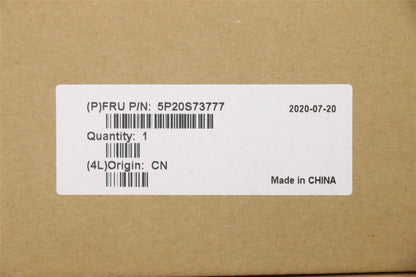 (P)FRU P/N: 5P20S73777
2020-07-20
Quantity: 1
(4L)Origin: CN
Made in CHINA